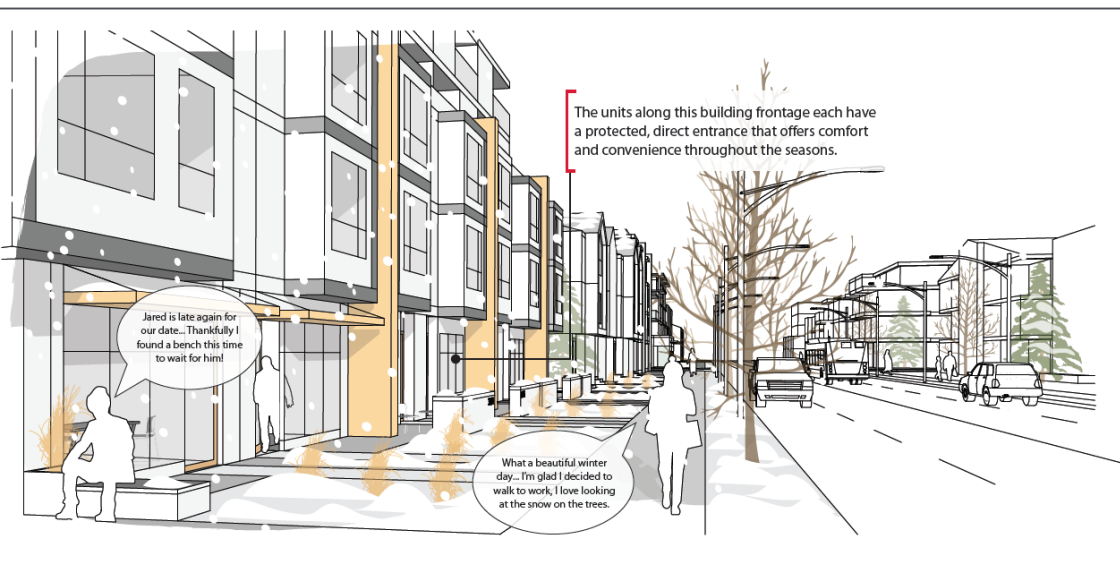 The units along this building frontage each have
a protected, direct entrance that offers comfort
and convenience throughout the seasons.
Jared is late again for
our date... Thankfully I
found a bench this time
to wait for him!
What a beautiful winter
day... I'm glad I decided to
walk to work, I love looking
at the snow on the trees.